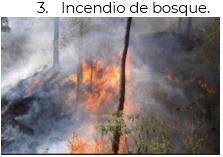 3. Incendio de bosque.